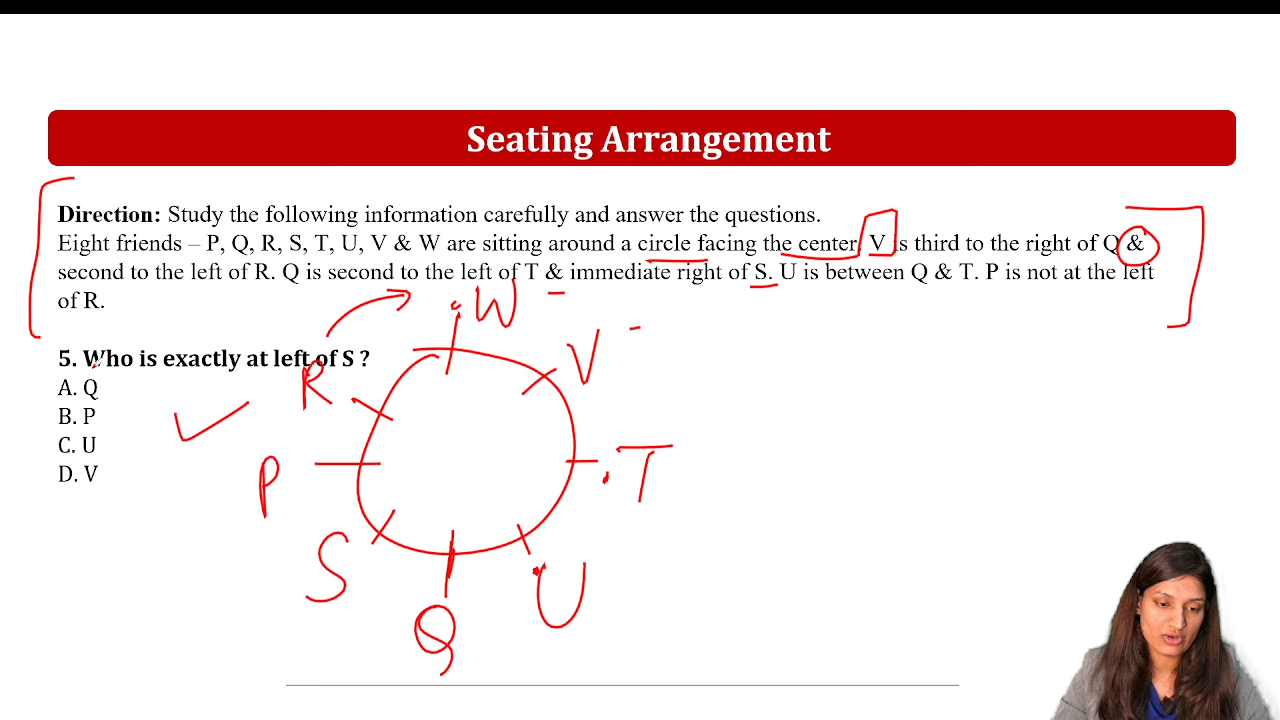 Seating Arrangement
Direction: Study the following information carefully and answer the questions.
Eight friends – P, Q, R, S, T, U, V & W are sitting around a circle facing the center. V is third to the right of Q &
second to the left of R. Q is second to the left of T & immediate right of S. U is between Q & T. P is not at the left
of R.
W
5. Who is exactly at left of S ?
V
R
A. Q
B. P
C. U
T
D. V
P
S
U
Q